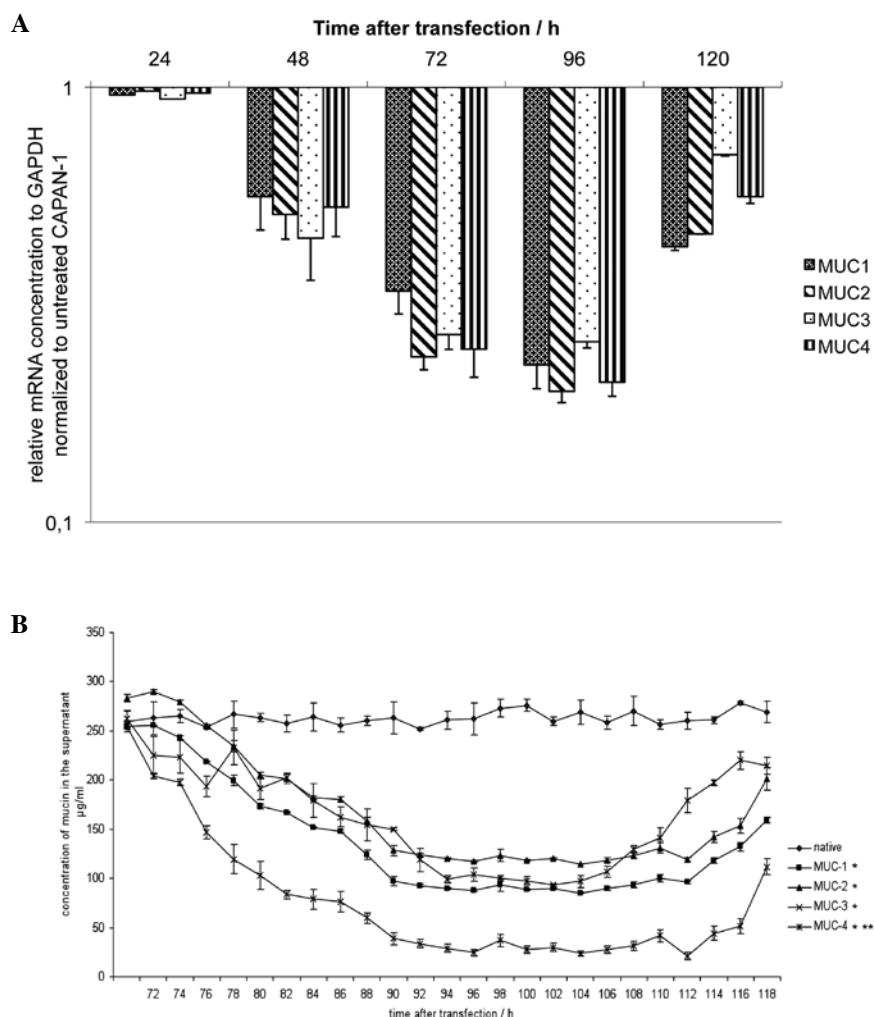 A
Time after transfection / h
24 48 72 96 120
1
0,1
relative mRNA concentration to GAPDH
normalized to untreated CAPAN-1
MUC1
MUC2
MUC3
MUC4
B
350
300
250
200
150
100
50
0
concentration of mucin in the supernatant
µg/ml
72 74 76 78 80 82 84 86 88 90 92 94 96 98 100 102 104 106 108 110 112 114 116 118
time after transfection / h
native
MUC-1 *
MUC-2 *
MUC-3 *
MUC-4 * **